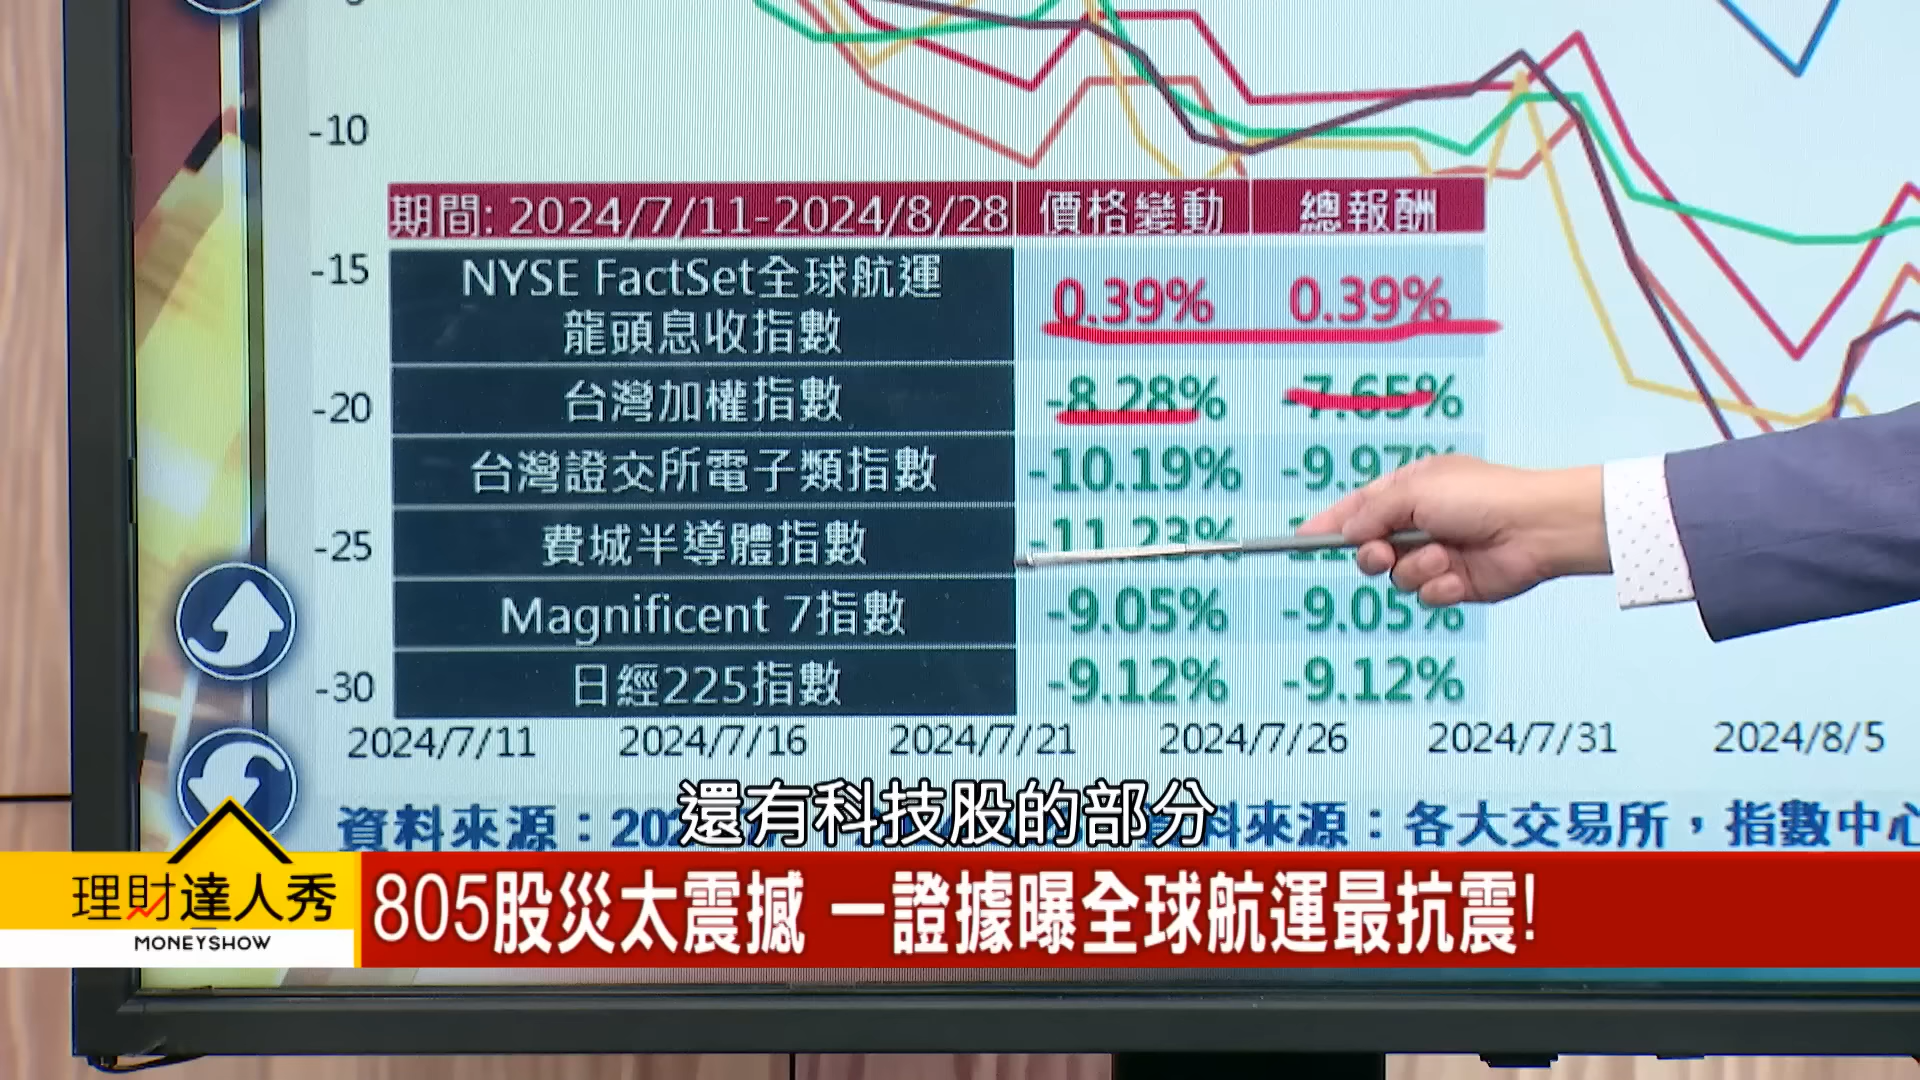 -10
-15
-20
-25
-30
期間: 2024/7/11-2024/8/28 價格變動 總報酬
NYSE FactSet全球航運
龍頭息收指數 0.39% 0.39%
台灣加權指數 -8.28% -7.65%
台灣證交所電子類指數 -10.19% -9.97%
費城半導體指數 -11.23%
Magnificent 7指數 -9.05% -9.05%
日經225指數 -9.12% -9.12%
2024/7/11 2024/7/16 2024/7/21 2024/7/26 2024/7/31 2024/8/5
資料來源：各大交易所，指數中心
還有科技股的部分
理財達人秀
MONEYSHOW
805股災太震撼 一證據曝全球航運最抗震!